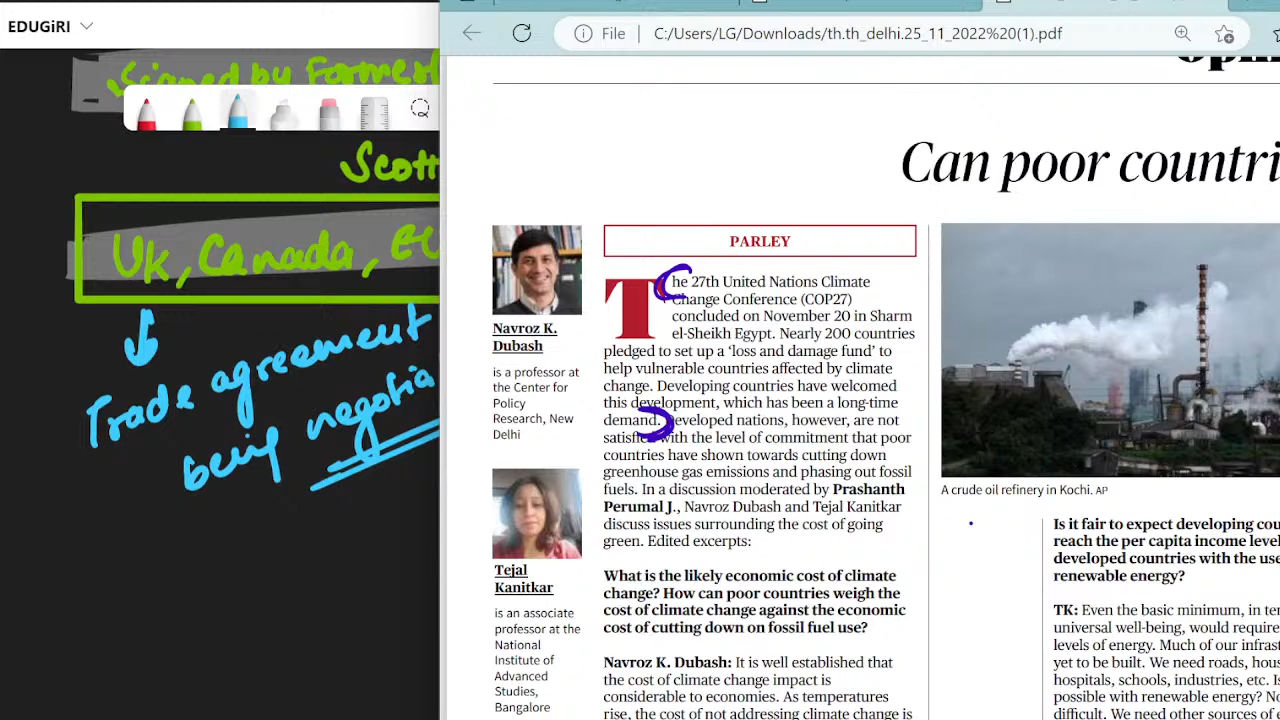 EDUGiRI
File
C:/Users/LG/Downloads/th.th_delhi.25_11_2022%20(1).pdf
Signed by Former
Scott
Uk, Canada, EU
Trade agreement
being negotia
Can poor countri
PARLEY
The 27th United Nations Climate
Change Conference (COP27)
concluded on November 20 in Sharm
el-Sheikh Egypt. Nearly 200 countries
pledged to set up a ‘loss and damage fund’ to
help vulnerable countries affected by climate
change. Developing countries have welcomed
this development, which has been a long-time
demand. Developed nations, however, are not
satisfied with the level of commitment that poor
countries have shown towards cutting down
greenhouse gas emissions and phasing out fossil
fuels. In a discussion moderated by Prashanth
Perumal J., Navroz Dubash and Tejal Kanitkar
discuss issues surrounding the cost of going
green. Edited excerpts:
What is the likely economic cost of climate
change? How can poor countries weigh the
cost of climate change against the economic
cost of cutting down on fossil fuel use?
Navroz K. Dubash: It is well established that
the cost of climate change impact is
considerable to economies. As temperatures
rise, the cost of not addressing climate change is
Navroz K.
Dubash
is a professor at
the Center for
Policy
Research, New
Delhi
Tejal
Kanitkar
is an associate
professor at the
National
Institute of
Advanced
Studies,
Bangalore
A crude oil refinery in Kochi. AP
Is it fair to expect developing cou
reach the per capita income level
developed countries with the use
renewable energy?
TK: Even the basic minimum, in ter
universal well-being, would require
levels of energy. Much of our infrast
yet to be built. We need roads, hous
hospitals, schools, industries, etc. Is
possible with renewable energy? No
difficult. We need other sources of